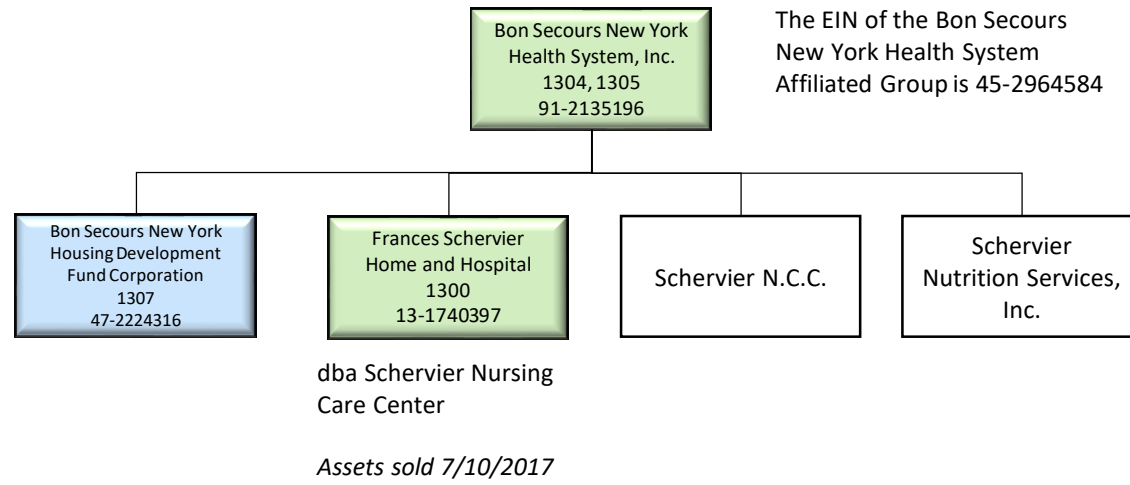 Bon Secours New York
Health System, Inc.
1304, 1305
91-2135196
The EIN of the Bon Secours
New York Health System
Affiliated Group is 45-2964584
Bon Secours New York
Housing Development
Fund Corporation
1307
47-2224316
Frances Schervier
Home and Hospital
1300
13-1740397
Schervier N.C.C.
Schervier
Nutrition Services,
Inc.
dba Schervier Nursing
Care Center
Assets sold 7/10/2017